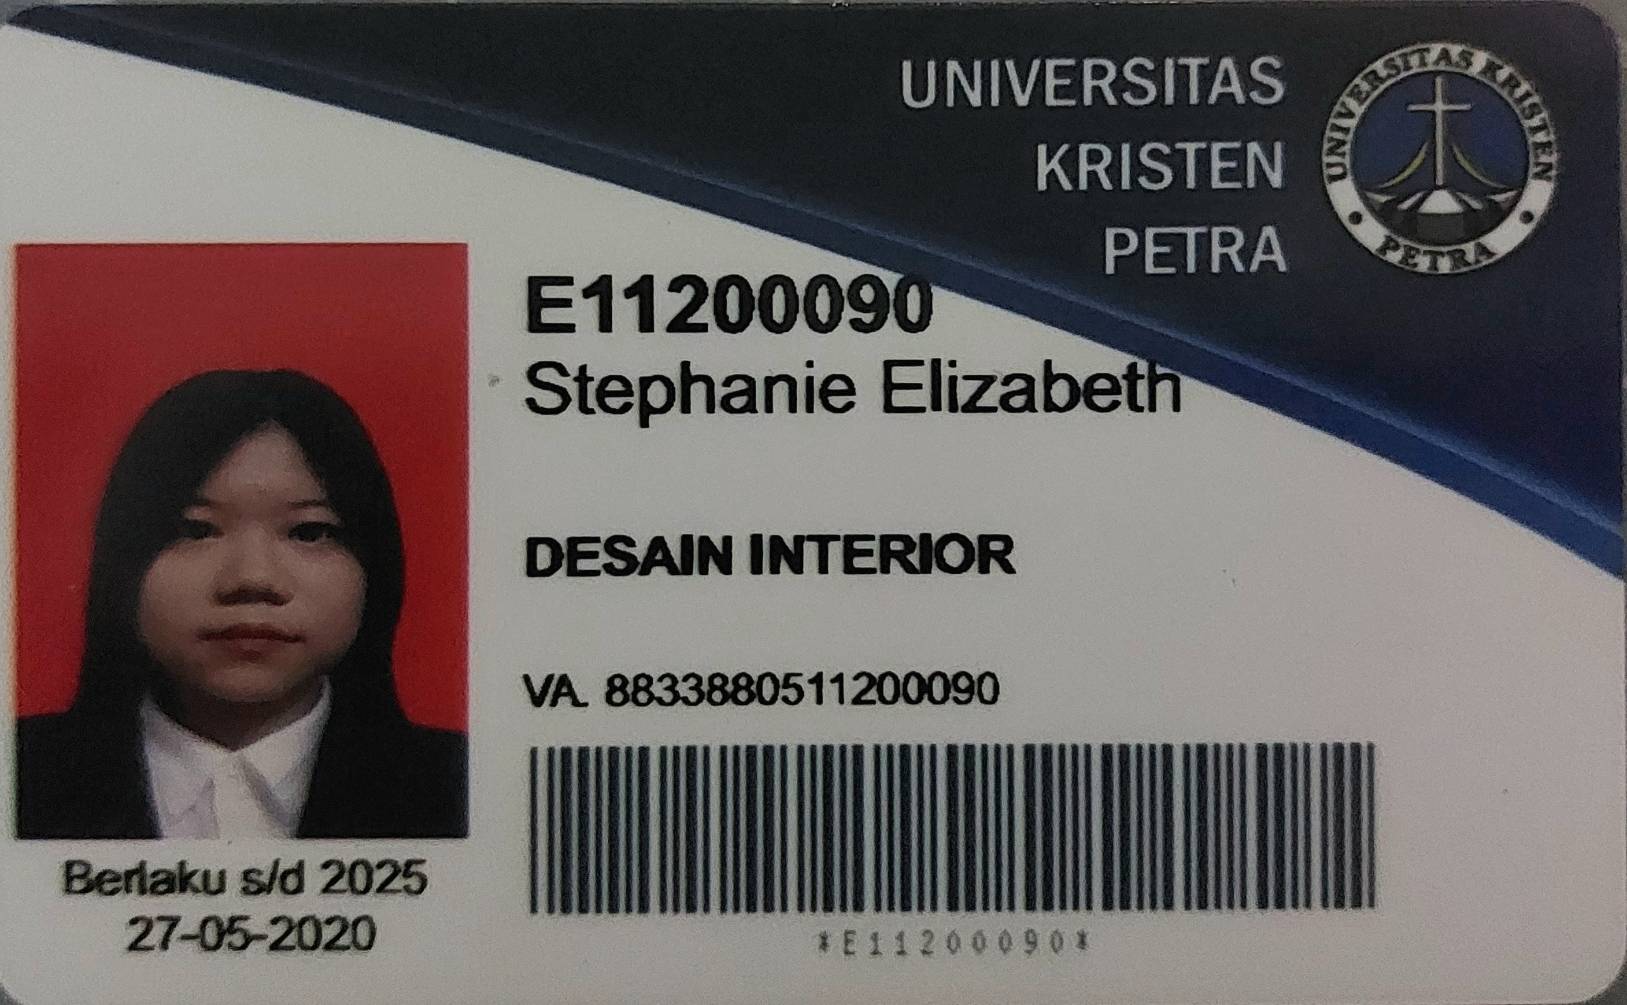 UNIVERSITAS
KRISTEN
PETRA
UNIVERSITAS KRISTEN
PETRA
E11200090
Stephanie Elizabeth
DESAIN INTERIOR
VA. 8833880511200090
*E11200090*
Berlaku s/d 2025
27-05-2020